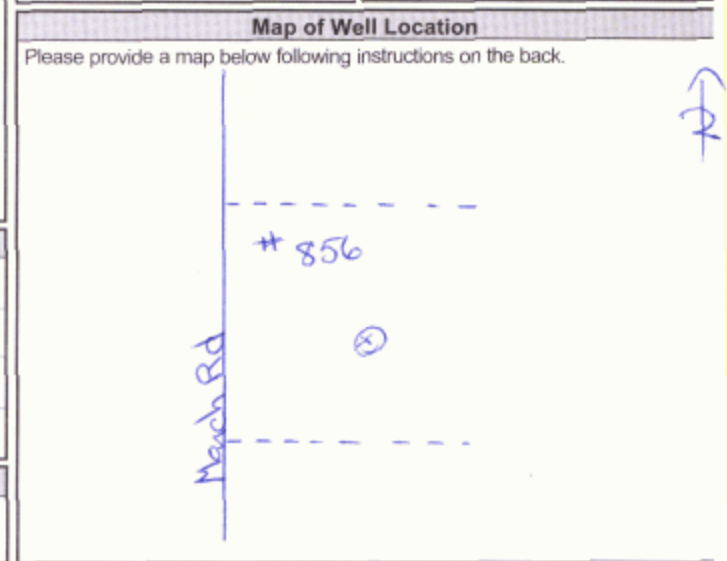 Map of Well Location
Please provide a map below following instructions on the back.
N
# 856
X
March Rd